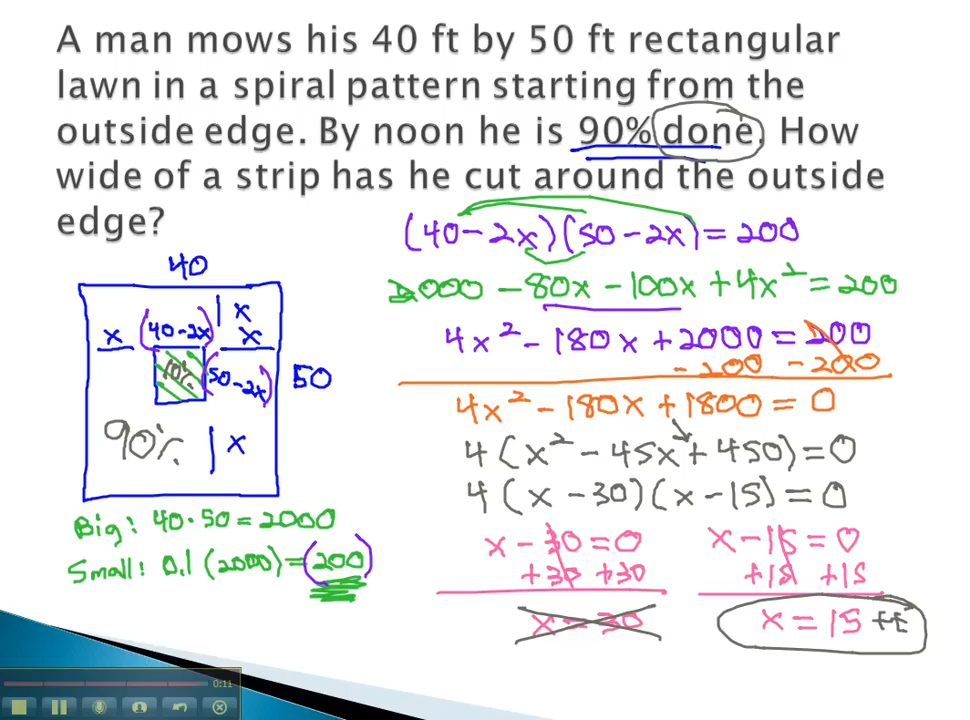 A man mows his 40 ft by 50 ft rectangular
lawn in a spiral pattern starting from the
outside edge. By noon he is 90% done. How
wide of a strip has he cut around the outside
edge?
40
x
x
(40-2x)
x
10%
(50-2x)
50
90%
x
Big: 40·50=2000
Small: 0.1(2000)=(200)
(40-2x)(50-2x)=200
2000-80x-100x+4x²=200
4x²-180x+2000=200
-200 -200
4x²-180x+1800=0
4(x²-45x+450)=0
4(x-30)(x-15)=0
x-30=0 x-15=0
+30 +30 +15 +15
x=30 x=15 ft
0:11